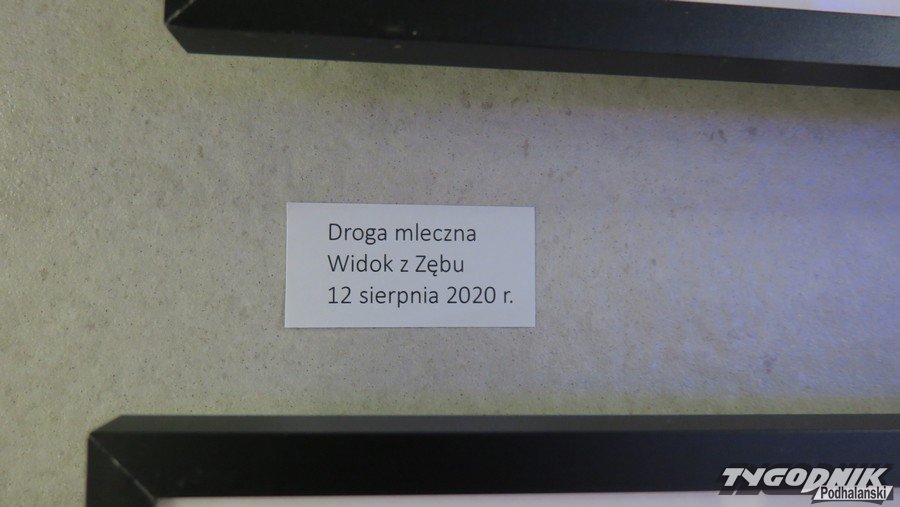 Droga mleczna
Widok z Zębu
12 sierpnia 2020 r.
TYGODNIK
Podhalański